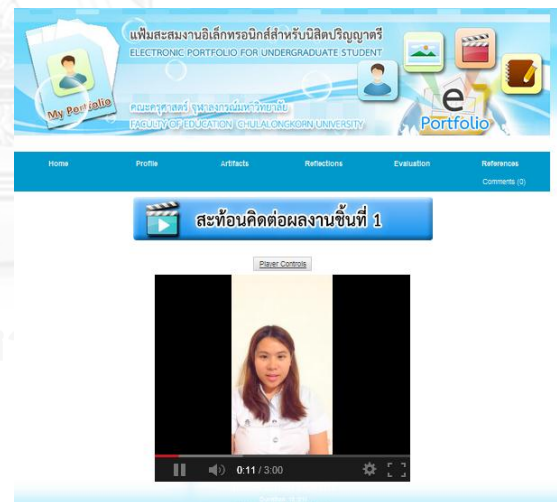 แฟ้มสะสมงานอิเล็กทรอนิกส์สำหรับนิสิตปริญญาตรี
ELECTRONIC PORTFOLIO FOR UNDERGRADUATE STUDENT
My Portfolio
คณะครุศาสตร์ จุฬาลงกรณ์มหาวิทยาลัย
FACULTY OF EDUCATION CHULALONGKORN UNIVERSITY
e
Portfolio
Home Profile Artifacts Reflections Evaluation References
Comments (0)
สะท้อนคิดต่อผลงานชิ้นที่ 1
Player Controls
0:11 / 3:00